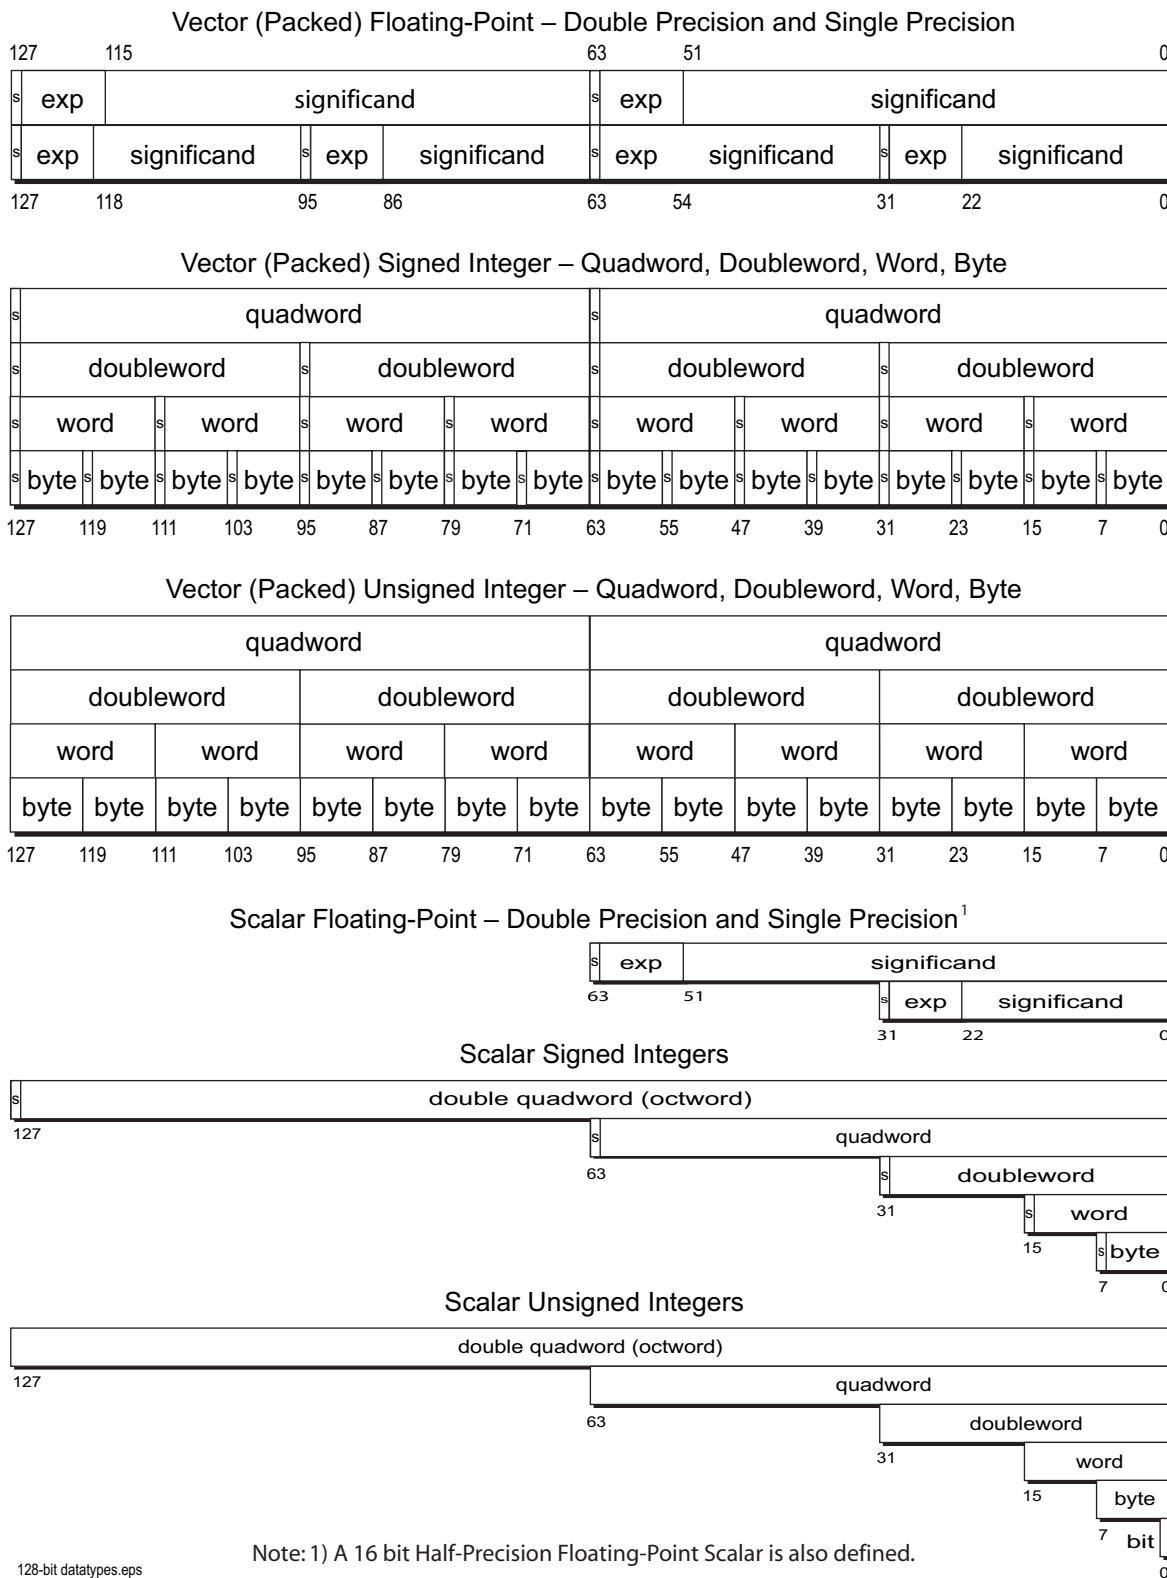 Vector (Packed) Floating-Point – Double Precision and Single Precision
127 115 63 51 0
s exp significand s exp significand
s exp significand s exp significand s exp significand s exp significand
127 118 95 86 63 54 31 22 0
Vector (Packed) Signed Integer – Quadword, Doubleword, Word, Byte
s quadword s quadword
s doubleword s doubleword s doubleword s doubleword
s word s word s word s word s word s word s word s word
s byte s byte s byte s byte s byte s byte s byte s byte s byte s byte s byte s byte s byte s byte s byte s byte
127 119 111 103 95 87 79 71 63 55 47 39 31 23 15 7 0
Vector (Packed) Unsigned Integer – Quadword, Doubleword, Word, Byte
quadword quadword
doubleword doubleword doubleword doubleword
word word word word word word word word
byte byte byte byte byte byte byte byte byte byte byte byte byte byte byte byte
127 119 111 103 95 87 79 71 63 55 47 39 31 23 15 7 0
Scalar Floating-Point – Double Precision and Single Precision¹
s exp significand
63 51
s exp significand
31 22 0
Scalar Signed Integers
s double quadword (octword)
127
s quadword
63
s doubleword
31
s word
15
s byte
7 0
Scalar Unsigned Integers
double quadword (octword)
127
quadword
63
doubleword
31
word
15
byte
7
bit
0
Note: 1) A 16 bit Half-Precision Floating-Point Scalar is also defined.
128-bit datatypes.eps